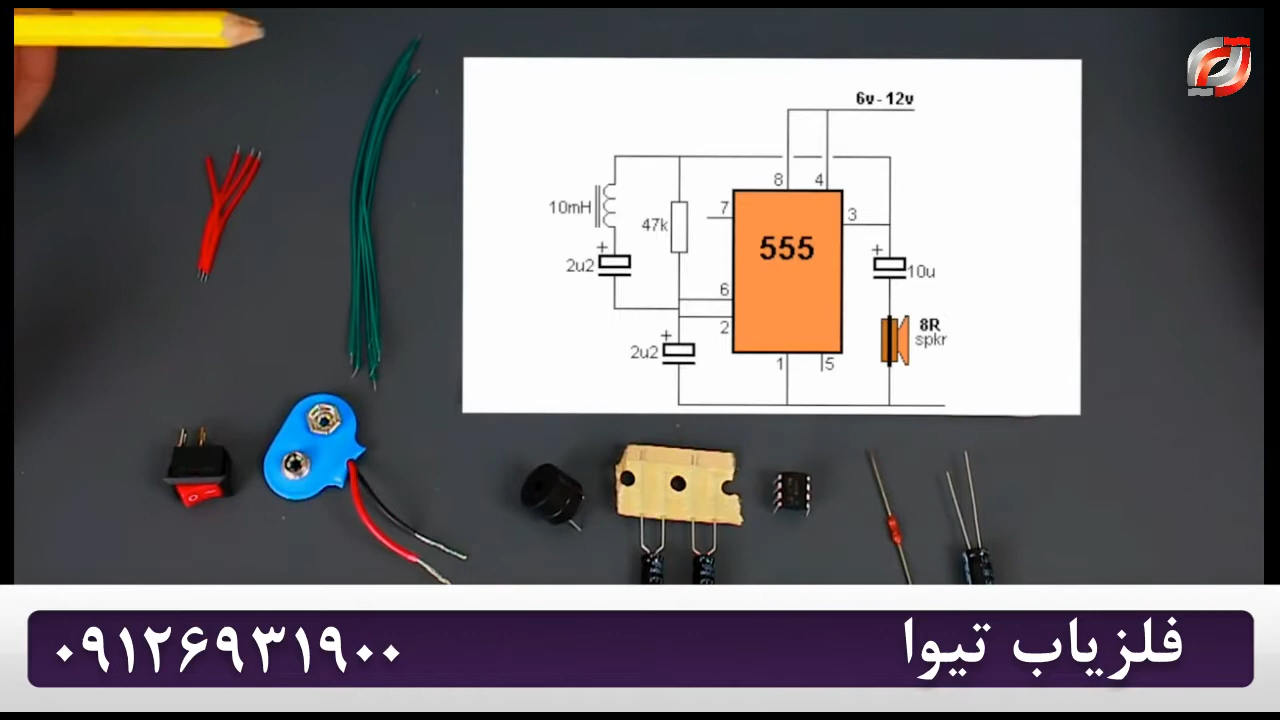 6v-12v
8
4
10mH
47k
7
3
555
+
2u2
+
10u
6
2
+
2u2
8R
spkr
1
5
فلزیاب تیوا
۰۹۱۲۶۹۳۱۹۰۰